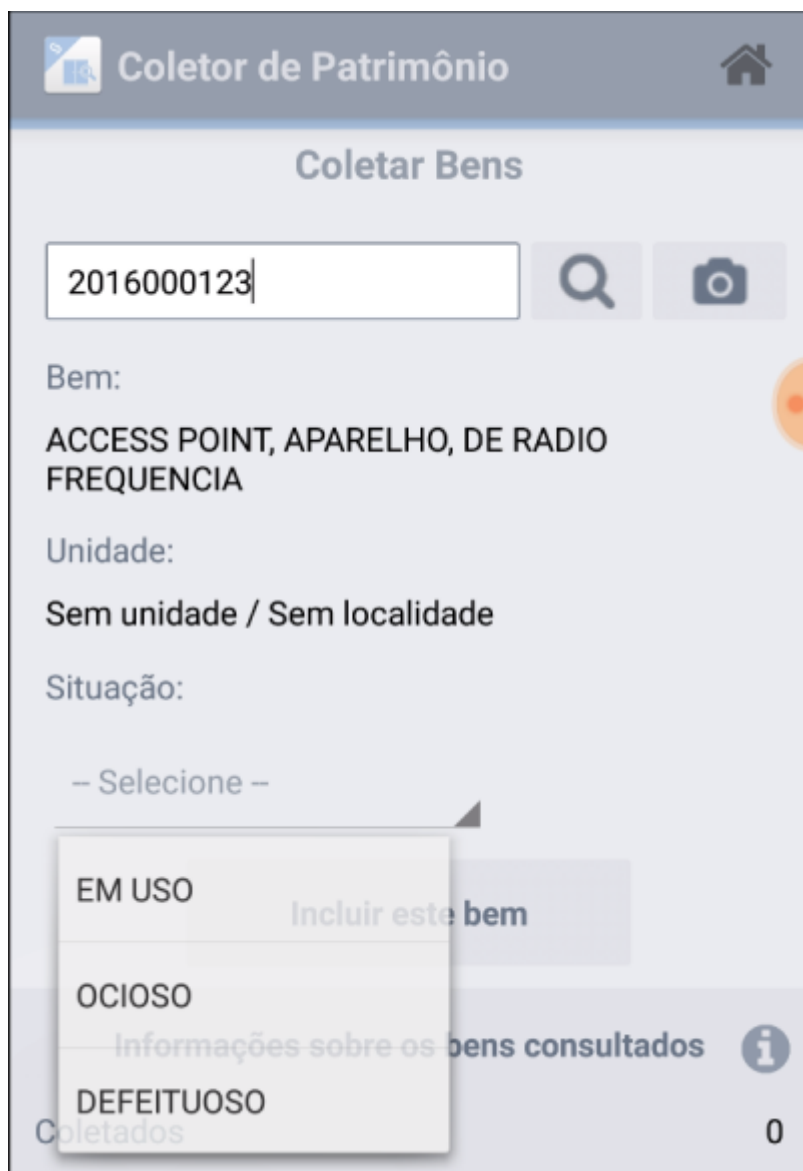 Coletor de Patrimônio
Coletar Bens
2016000123
Bem:
ACCESS POINT, APARELHO, DE RADIO
FREQUENCIA
Unidade:
Sem unidade / Sem localidade
Situação:
-- Selecione --
EM USO
Incluir este bem
OCIOSO
Informações sobre os bens consultados
DEFEITUOSO
Coletados
0